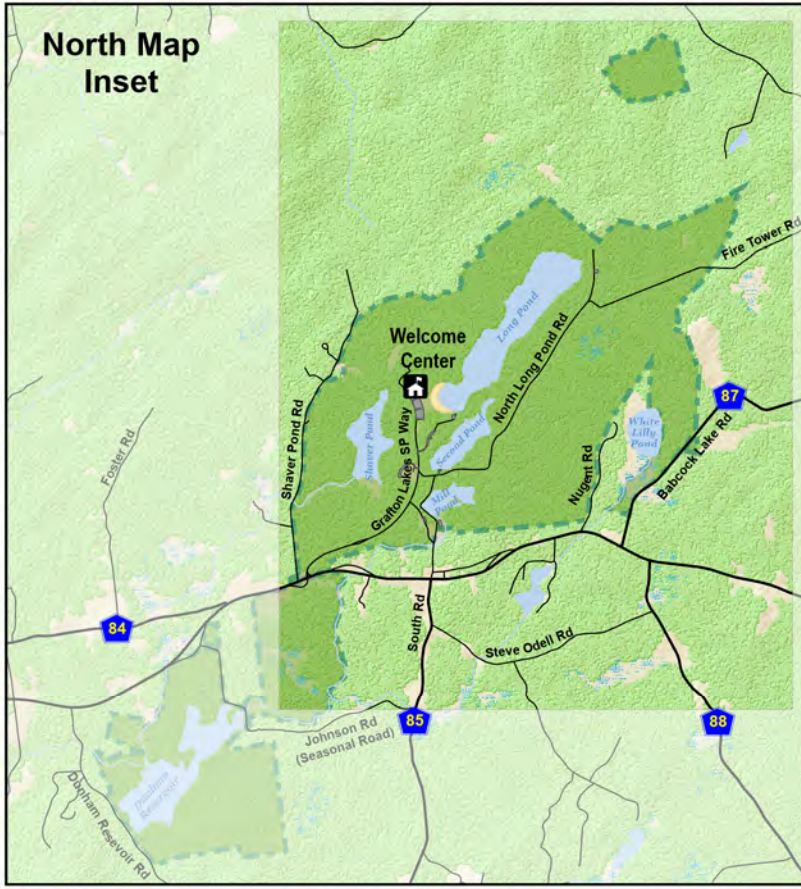 North Map
Inset
Fire Tower Rd
Long Pond
Welcome
Center
North Long Pond Rd
87
Shaver Pond Rd
Shaver Pond
Grafton Lakes SP Way
Second Pond
White
Lilly
Pond
Babcock Lake Rd
Foster Rd
Nugent Rd
Mill
Pond
84
South Rd
Steve Odell Rd
85
88
Johnson Rd
(Seasonal Road)
Dunham
Reservoir
Donham Resevoir Rd